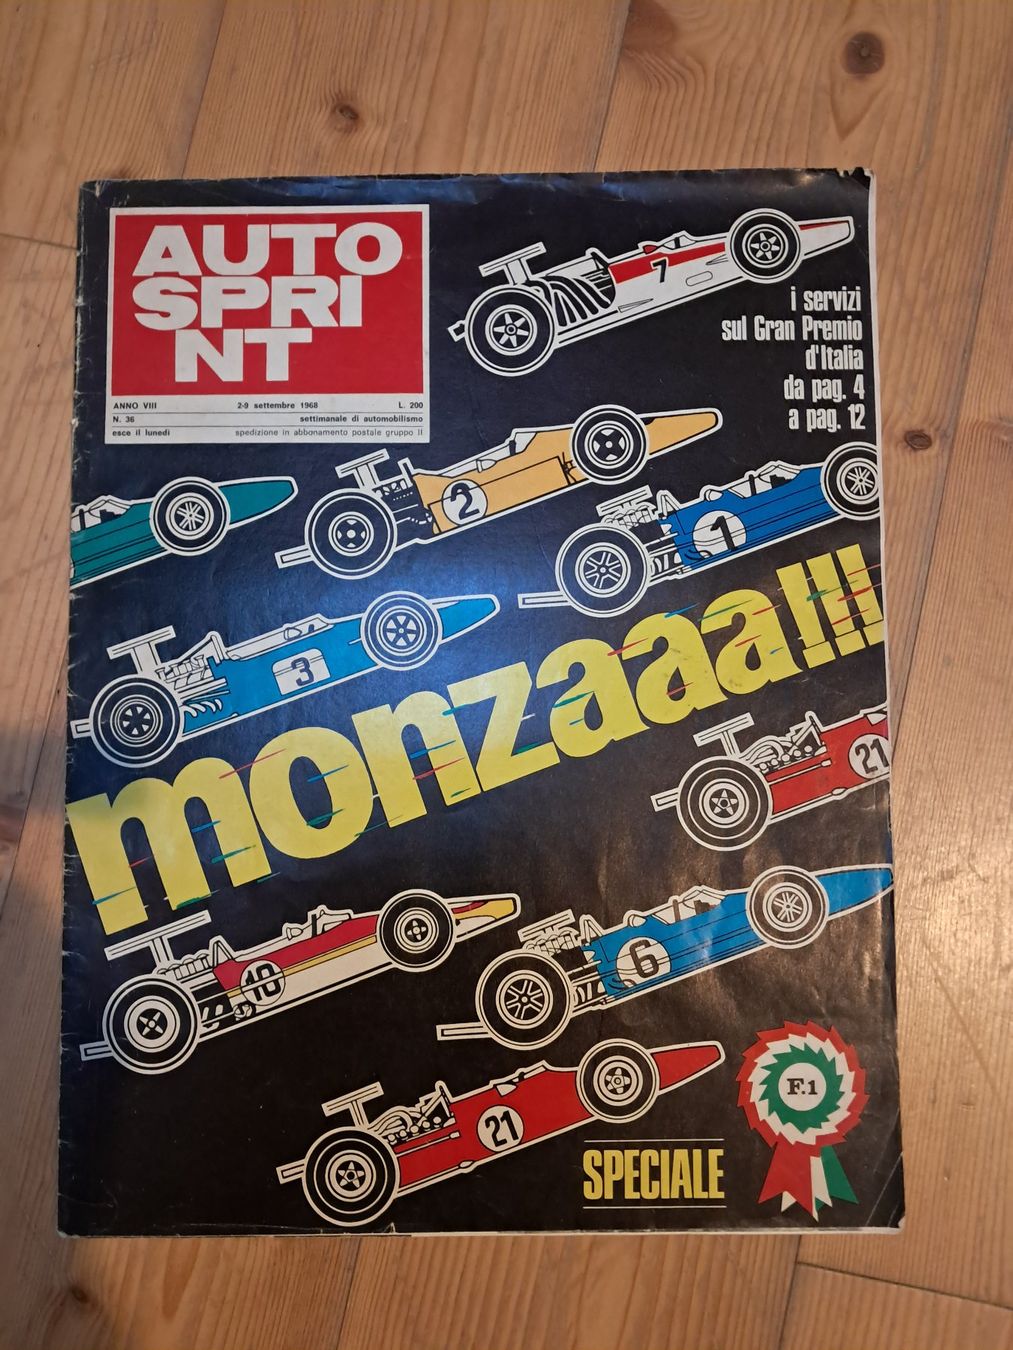 AUTO
SPRI
NT
ANNO VIII 2-9 settembre 1968 L. 200
N. 36 settimanale di automobilismo
esce il lunedì spedizione in abbonamento postale gruppo II
7
i servizi
sul Gran Premio
d'Italia
da pag. 4
a pag. 12
2
1
3
monzaaa!!!
21
10
6
21
F.1
SPECIALE